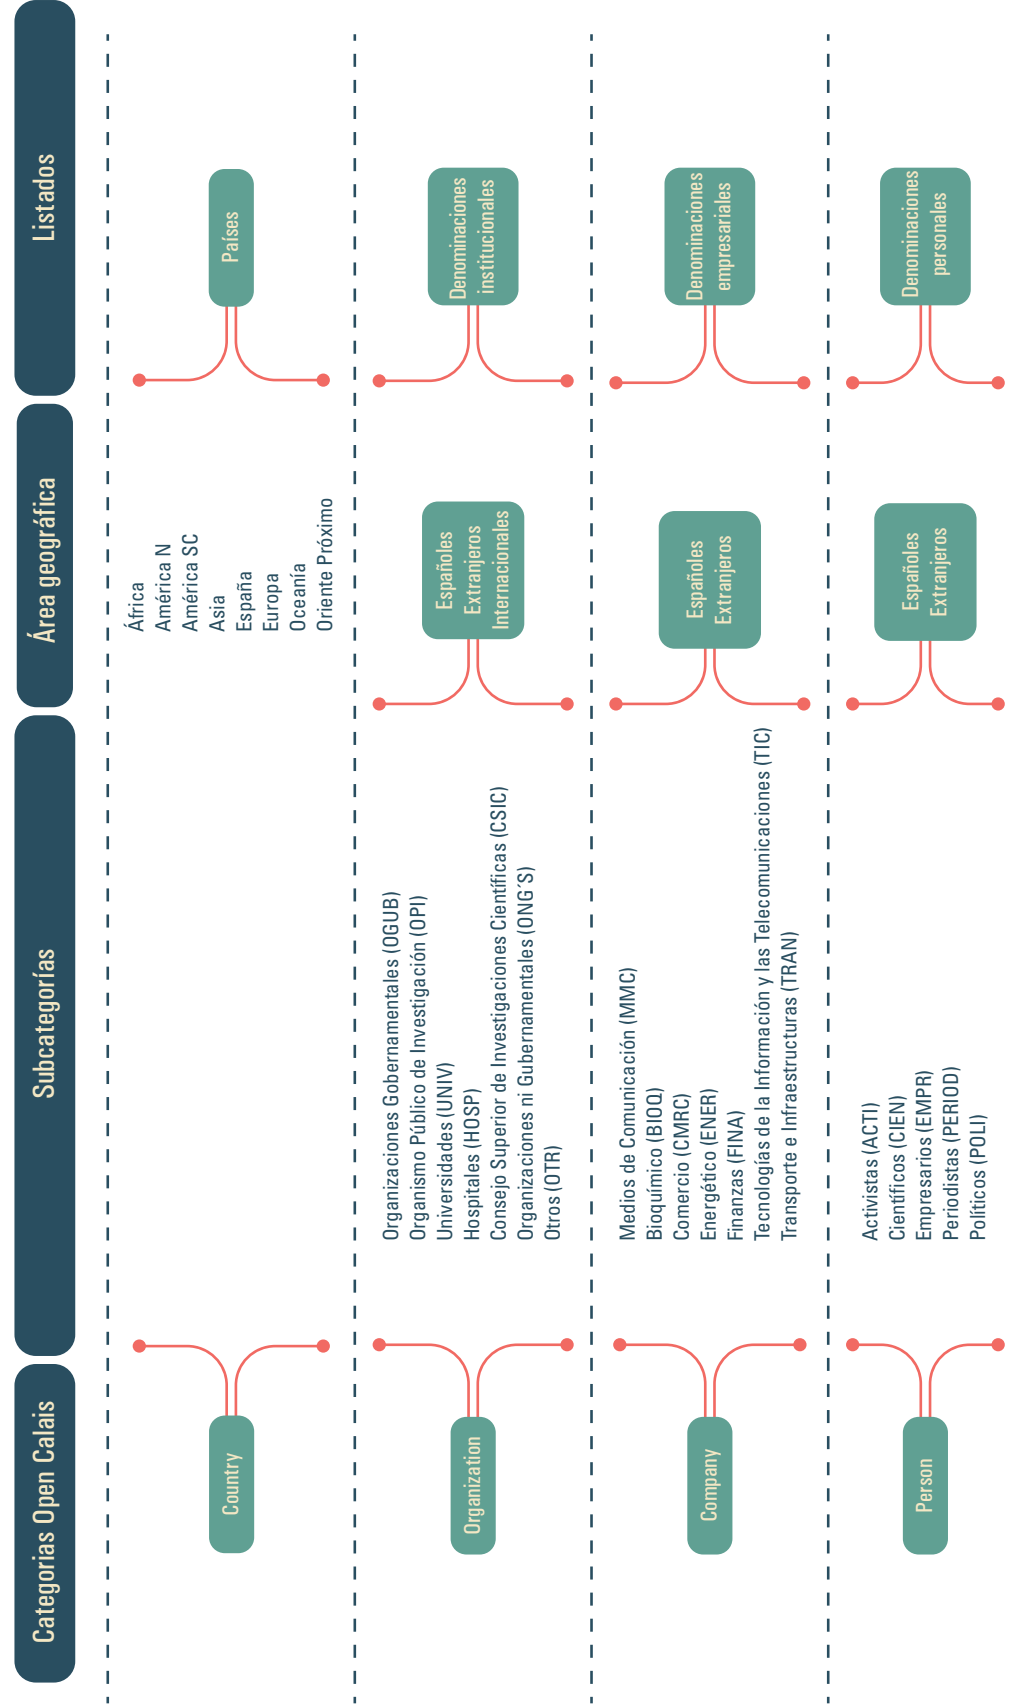 Categorias Open Calais
Subcategorías
Área geográfica
Listados
Country
África
América N
América SC
Asia
España
Europa
Oceanía
Oriente Próximo
Países
Organization
Organizaciones Gobernamentales (OGUB)
Organismo Público de Investigación (OPI)
Universidades (UNIV)
Hospitales (HOSP)
Consejo Superior de Investigaciones Científicas (CSIC)
Organizaciones ni Gubernamentales (ONG´S)
Otros (OTR)
Españoles
Extranjeros
Internacionales
Denominaciones
institucionales
Company
Medios de Comunicación (MMC)
Bioquímico (BIOQ)
Comercio (CMRC)
Energético (ENER)
Finanzas (FINA)
Tecnologías de la Información y las Telecomunicaciones (TIC)
Transporte e Infraestructuras (TRAN)
Españoles
Extranjeros
Denominaciones
empresariales
Person
Activistas (ACTI)
Científicos (CIEN)
Empresarios (EMPR)
Periodistas (PERIOD)
Políticos (POLI)
Españoles
Extranjeros
Denominaciones
personales